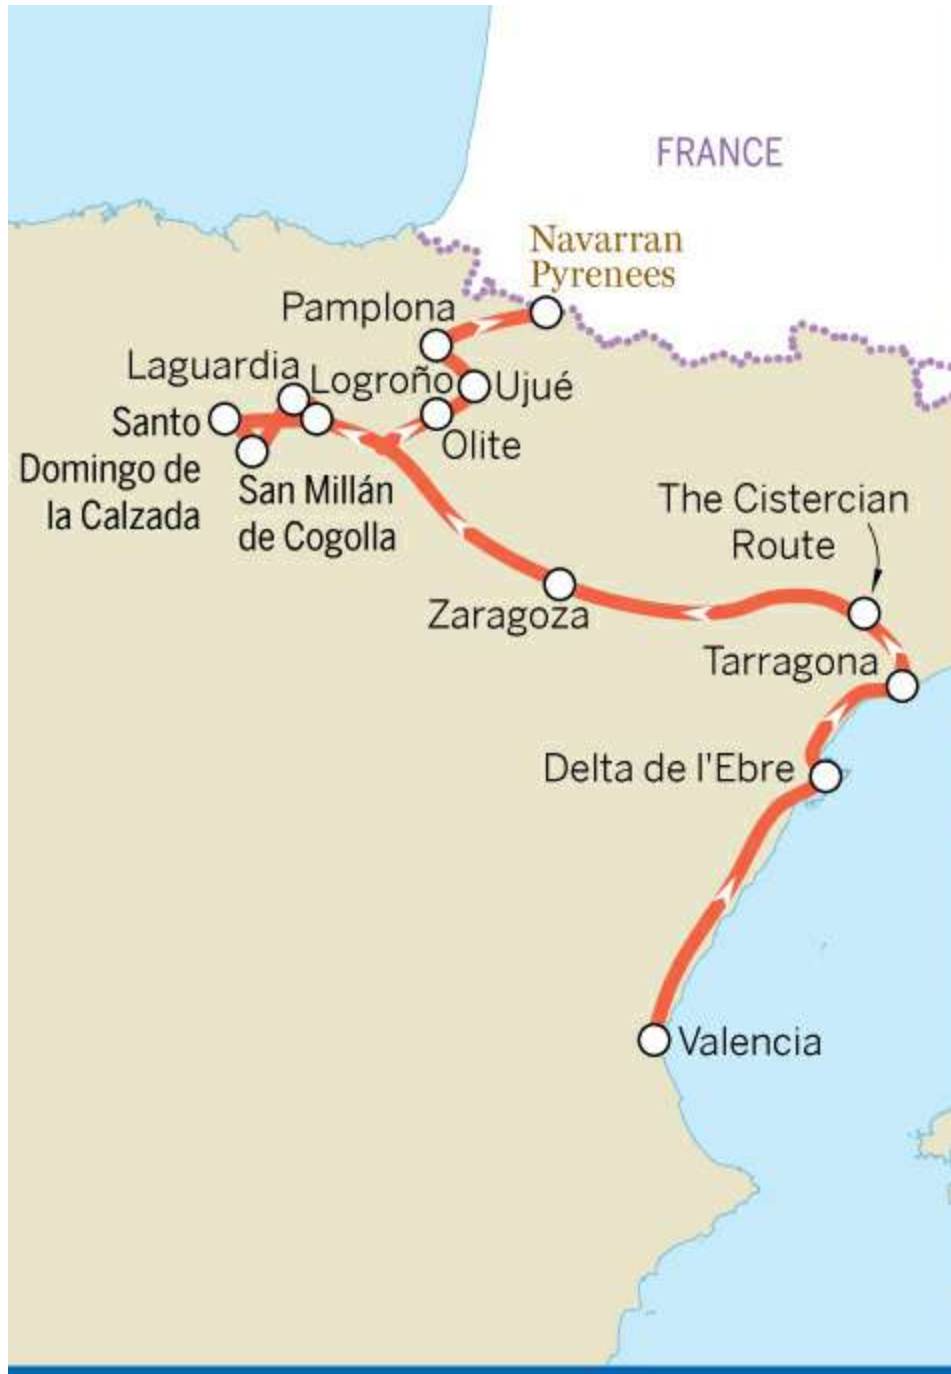 FRANCE
Navarran
Pyrenees
Pamplona
Laguardia
Logroño
Ujué
Santo
Domingo de
la Calzada
Olite
San Millán
de Cogolla
The Cistercian
Route
Zaragoza
Tarragona
Delta de l'Ebre
Valencia